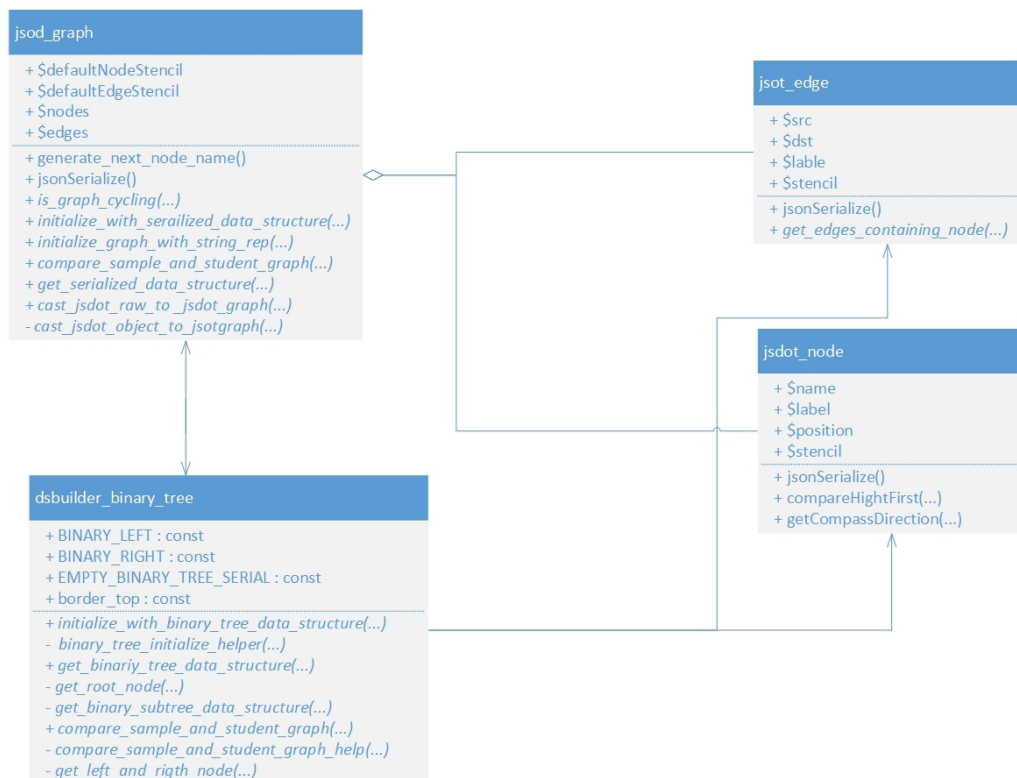 jsod_graph
+ $defaultNodeStencil
+ $defaultEdgeStencil
+ $nodes
+ $edges
+ generate_next_node_name()
+ jsonSerialize()
+ is_graph_cycling(...)
+ initialize_with_serailized_data_structure(...)
+ initialize_graph_with_string_rep(...)
+ compare_sample_and_student_graph(...)
+ get_serialized_data_structure(...)
+ cast_jsdot_raw_to _jsdot_graph(...)
- cast_jsdot_object_to_jsotgraph(...)
jsot_edge
+ $src
+ $dst
+ $lable
+ $stencil
+ jsonSerialize()
+ get_edges_containing_node(...)
jsdot_node
+ $name
+ $label
+ $position
+ $stencil
+ jsonSerialize()
+ compareHightFirst(...)
+ getCompassDirection(...)
dsbuilder_binary_tree
+ BINARY_LEFT : const
+ BINARY_RIGHT : const
+ EMPTY_BINARY_TREE_SERIAL : const
+ border_top : const
+ initialize_with_binary_tree_data_structure(...)
- binary_tree_initialize_helper(...)
+ get_binariy_tree_data_structure(...)
- get_root_node(...)
- get_binary_subtree_data_structure(...)
+ compare_sample_and_student_graph(...)
- compare_sample_and_student_graph_help(...)
- get_left_and_rigth_node(...)